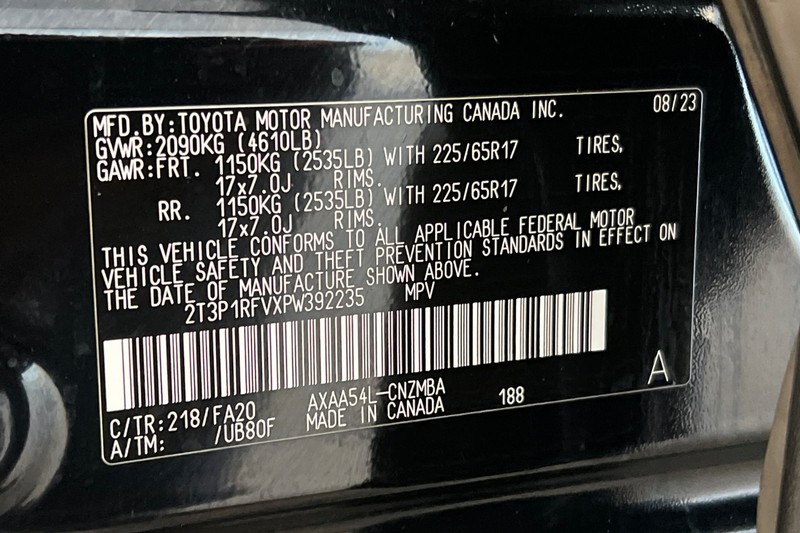 MFD.BY:TOYOTA MOTOR MANUFACTURING CANADA INC. 08/23
GVWR:2090KG (4610LB)
GAWR:FRT. 1150KG (2535LB) WITH 225/65R17 TIRES,
17x7.0J RIMS.
RR. 1150KG (2535LB) WITH 225/65R17 TIRES,
17x7.0J RIMS.
THIS VEHICLE CONFORMS TO ALL APPLICABLE FEDERAL MOTOR
VEHICLE SAFETY AND THEFT PREVENTION STANDARDS IN EFFECT ON
THE DATE OF MANUFACTURE SHOWN ABOVE.
2T3P1RFVXPW392235 MPV
C/TR:218/FA20 AXAA54L-CNZMBA 188 A
A/TM: /UB80F MADE IN CANADA